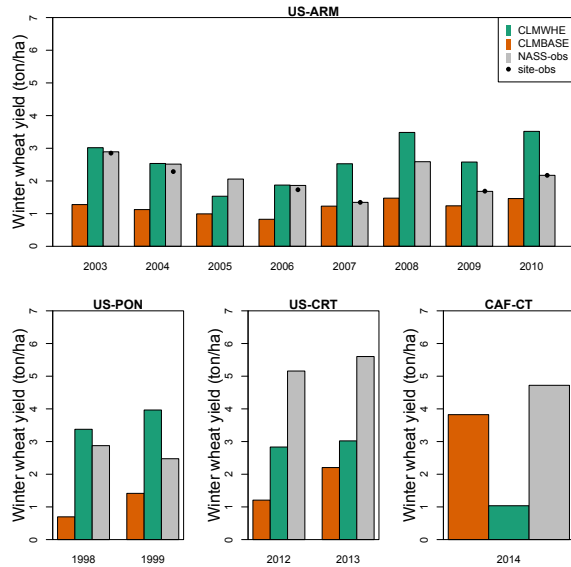 US-ARM
Winter wheat yield (ton/ha)
0 1 2 3 4 5 6 7
CLMWHE
CLMBASE
NASS-obs
site-obs
2003 2004 2005 2006 2007 2008 2009 2010
US-PON
Winter wheat yield (ton/ha)
0 1 2 3 4 5 6 7
1998 1999
US-CRT
Winter wheat yield (ton/ha)
0 1 2 3 4 5 6 7
2012 2013
CAF-CT
Winter wheat yield (ton/ha)
0 1 2 3 4 5 6 7
2014